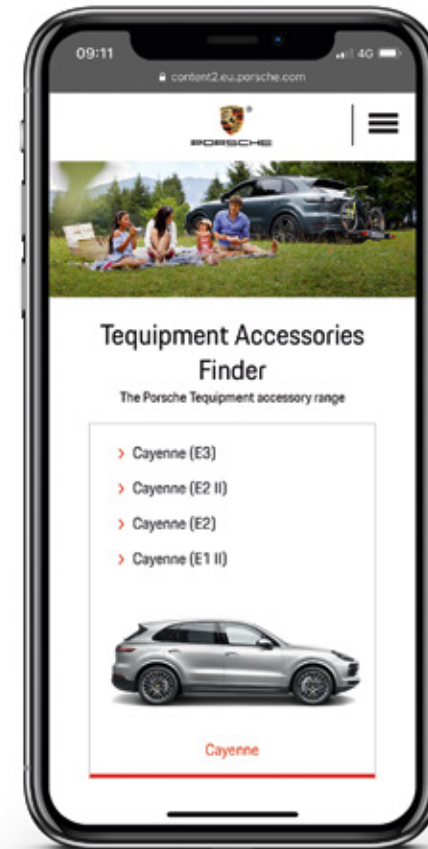 09:11
4G
content2.eu.porsche.com
PORSCHE
Tequipment Accessories
Finder
The Porsche Tequipment accessory range
› Cayenne (E3)
› Cayenne (E2 II)
› Cayenne (E2)
› Cayenne (E1 II)
Cayenne